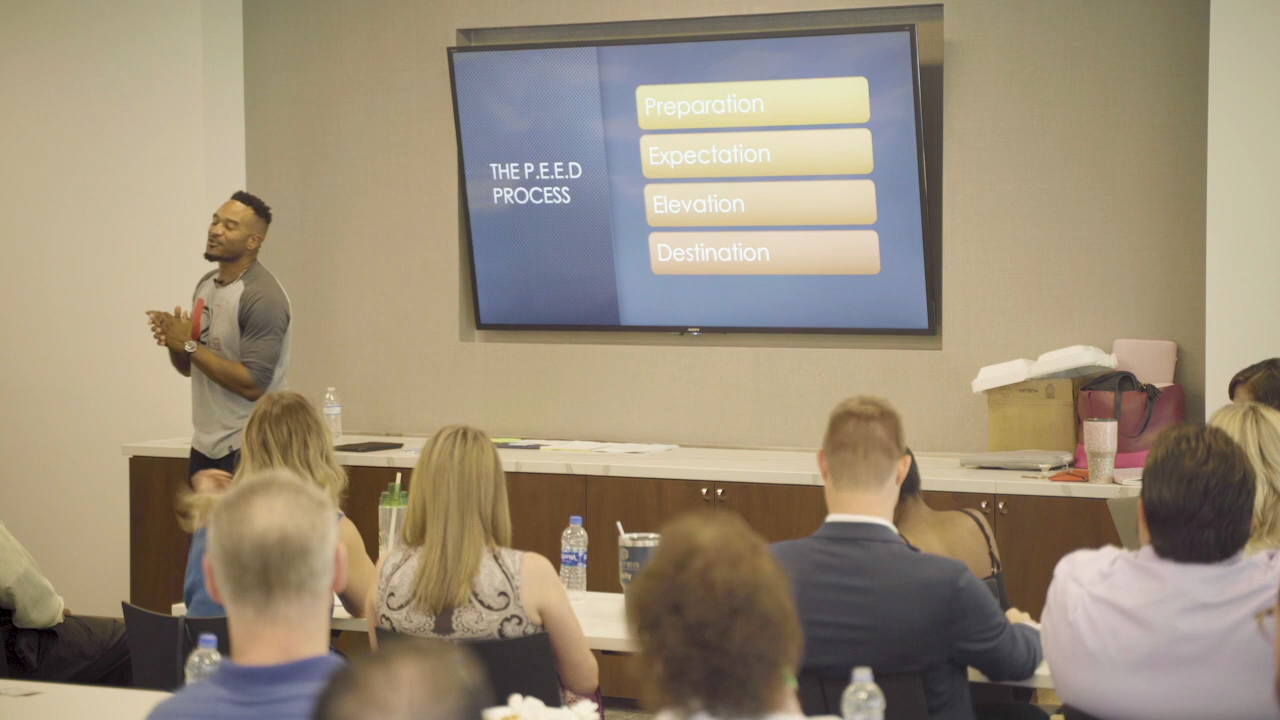 THE P.E.E.D
PROCESS
Preparation
Expectation
Elevation
Destination